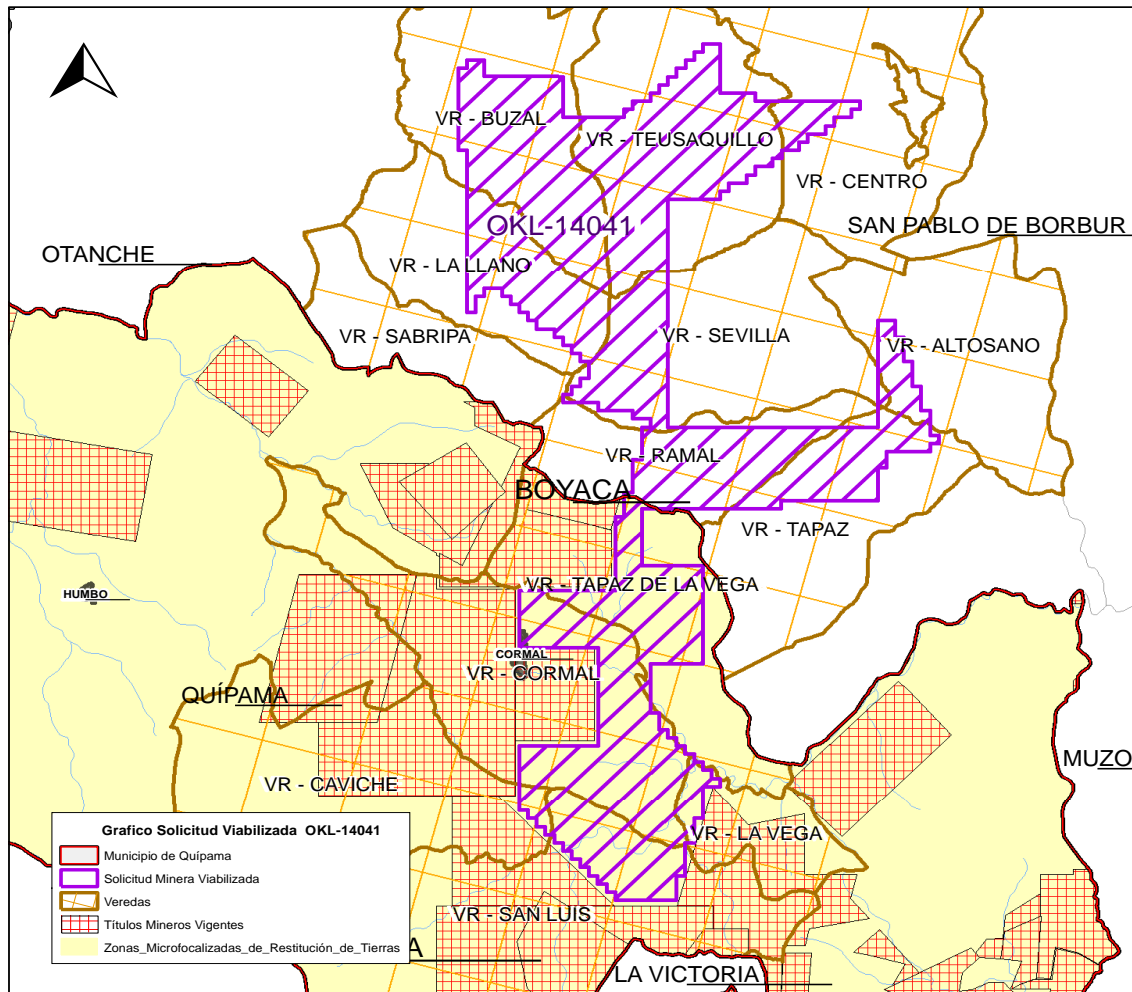 VR - BUZAL
VR - TEUSAQUILLO
VR - CENTRO
OKL-14041
SAN PABLO DE BORBUR
OTANCHE
VR - LA LLANO
VR - SABRIPA
VR - SEVILLA
VR - ALTOSANO
VR - RAMAL
BOYACA
VR - TAPAZ
VR - TAPAZ DE LA VEGA
HUMBO
CORMAL
VR - CORMAL
QUÍPAMA
MUZO
VR - CAVICHE
VR - LA VEGA
VR - SAN LUIS
LA VICTORIA
Grafico Solicitud Viabilizada OKL-14041
Municipio de Quípama
Solicitud Minera Viabilizada
Veredas
Títulos Mineros Vigentes
Zonas_Microfocalizadas_de_Restitución_de_Tierras